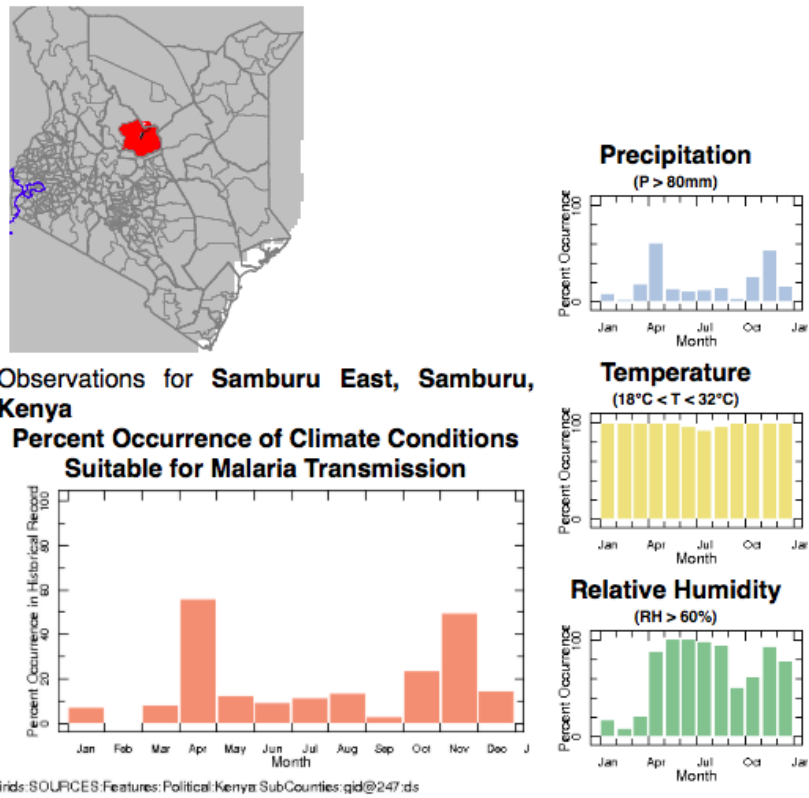 Observations for Samburu East, Samburu,
Kenya
Percent Occurrence of Climate Conditions
Suitable for Malaria Transmission
Percent Occurrence in Historical Record
100
80
60
40
20
0
Jan Feb Mar Apr May Jun Jul Aug Sep Oct Nov Dec J
Month
irids:SOURCES:Features:Political:Kenya:SubCounties:gid@247:ds
Precipitation
(P > 80mm)
Percent Occurrence
100
0
Jan Apr Jul Oct Jan
Month
Temperature
(18°C < T < 32°C)
Percent Occurrence
100
0
Jan Apr Jul Oct Jan
Month
Relative Humidity
(RH > 60%)
Percent Occurrence
100
0
Jan Apr Jul Oct Jan
Month